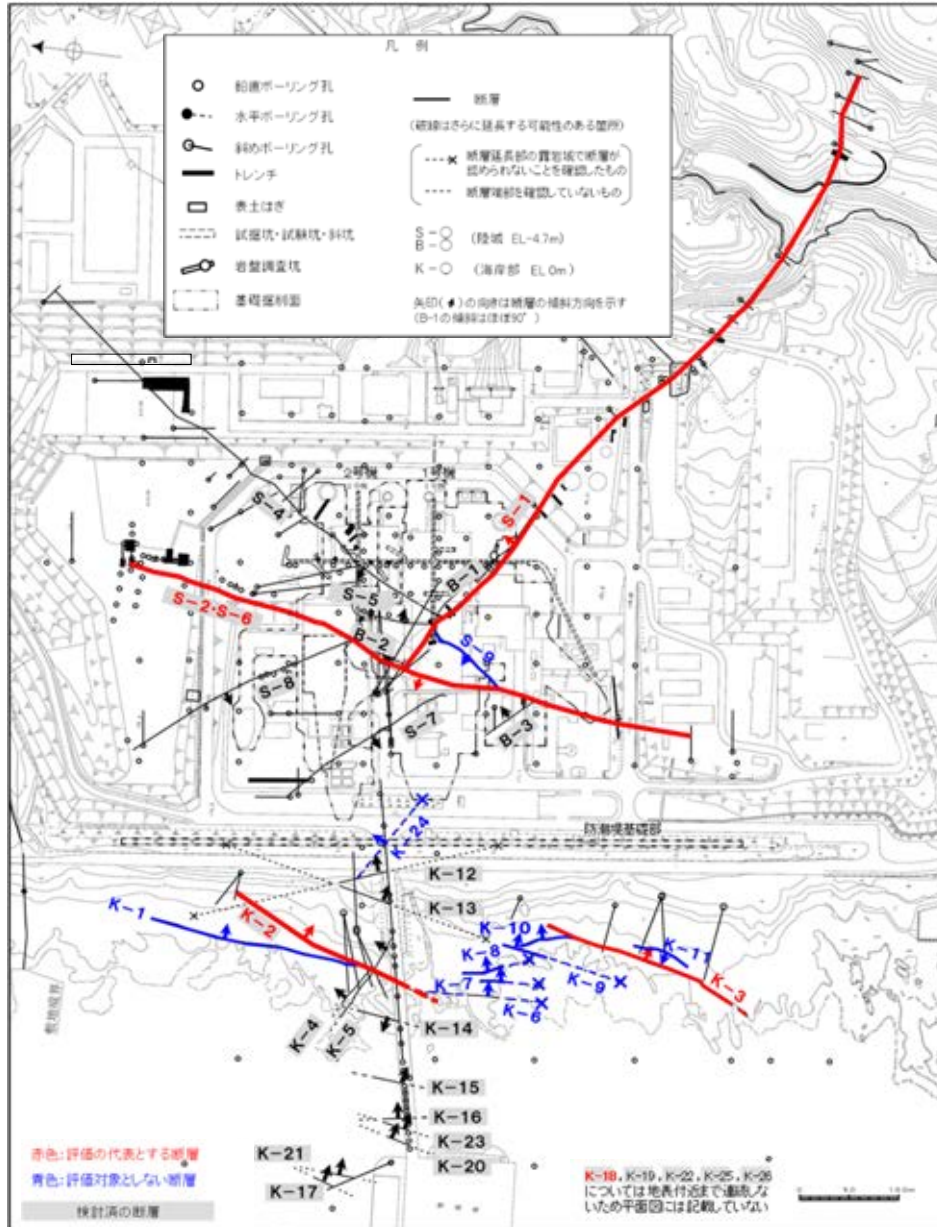 凡 例
鉛直ボーリング孔
水平ボーリング孔
斜めボーリング孔
トレンチ
表土はぎ
試掘坑・試験坑・斜坑
岩盤調査坑
基礎掘削面
断層
(破線はさらに延長する可能性のある箇所)
断層延長部の露岩域で断層が
認められないことを確認したもの
断層端部を確認していないもの
S-○
B-○
(陸域 EL-4.7m)
K-○ (海岸部 EL0m)
矢印( )の向きは断層の傾斜方向を示す
(B-1の傾斜はほぼ90°)
2号機
1号機
S-4
S-1
B-1
S-5
S-2・S-6
B-2
S-9
S-8
S-7
B-3
防潮堤基礎部
K-24
K-12
K-13
K-1
K-2
K-10
K-11
K-8
K-9
K-7
K-3
K-6
K-4
K-5
K-14
敷地境界
K-15
K-16
K-23
K-20
K-21
K-17
赤色:評価の代表とする断層
青色:評価対象としない断層
検討済の断層
K-18, K-19, K-22, K-25, K-26
については地表付近まで連続しな
いため平面図には記載していない